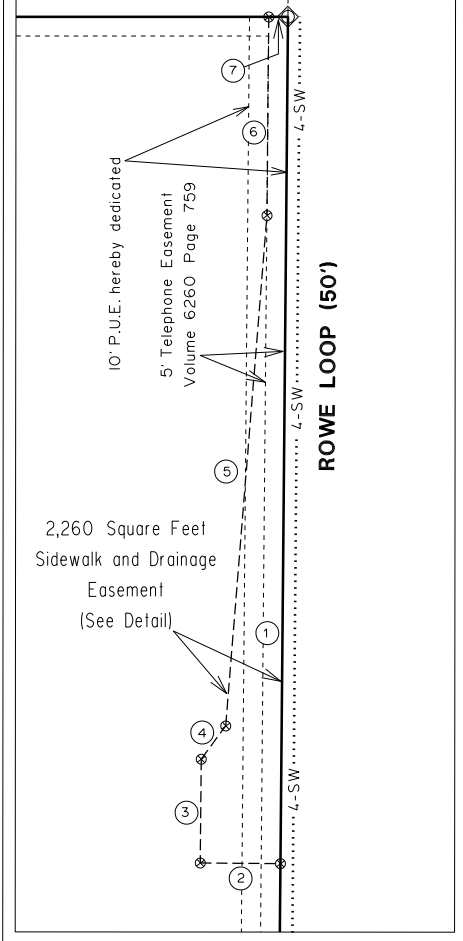 7
4-SW
6
10' P.U.E. hereby dedicated
5' Telephone Easement
Volume 6260 Page 759
ROWE LOOP (50')
4-SW
5
2,260 Square Feet
Sidewalk and Drainage
Easement
(See Detail)
1
4
4-SW
3
2